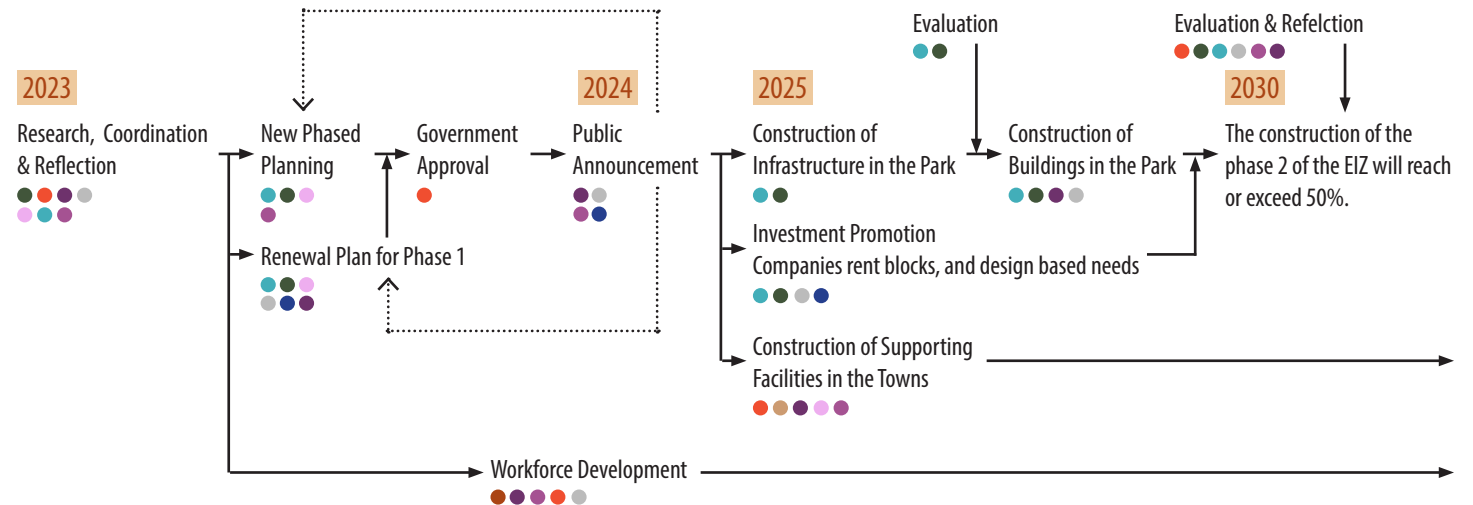 Evaluation
Evaluation & Refelction
2023
2024
2025
2030
Research, Coordination
& Reflection
New Phased
Planning
Government
Approval
Public
Announcement
Construction of
Infrastructure in the Park
Construction of
Buildings in the Park
The construction of the
phase 2 of the EIZ will reach
or exceed 50%.
Renewal Plan for Phase 1
Investment Promotion
Companies rent blocks, and design based needs
Construction of Supporting
Facilities in the Towns
Workforce Development